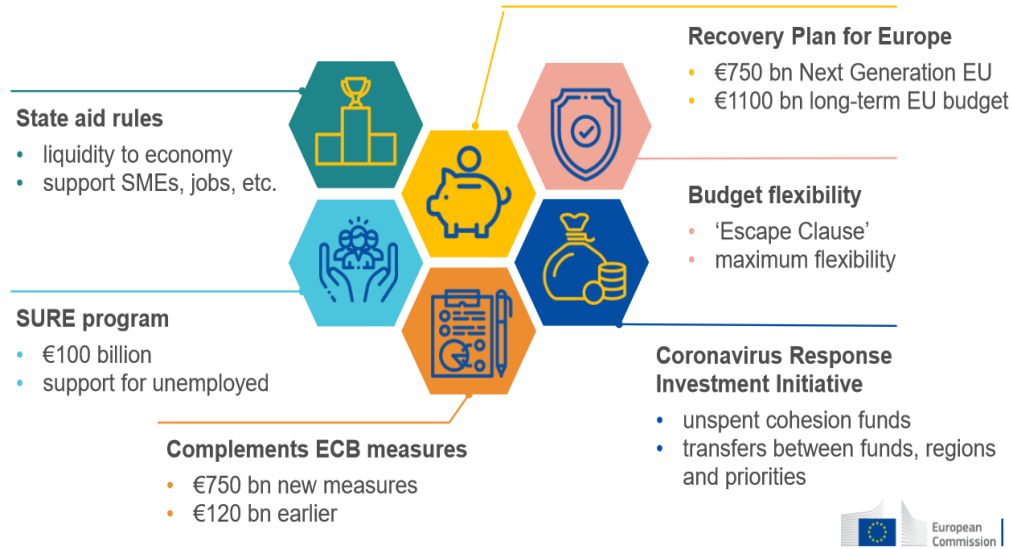 Recovery Plan for Europe
• €750 bn Next Generation EU
• €1100 bn long-term EU budget
State aid rules
• liquidity to economy
• support SMEs, jobs, etc.
Budget flexibility
• ‘Escape Clause’
• maximum flexibility
SURE program
• €100 billion
• support for unemployed
Coronavirus Response
Investment Initiative
• unspent cohesion funds
• transfers between funds, regions
and priorities
Complements ECB measures
• €750 bn new measures
• €120 bn earlier
European
Commission